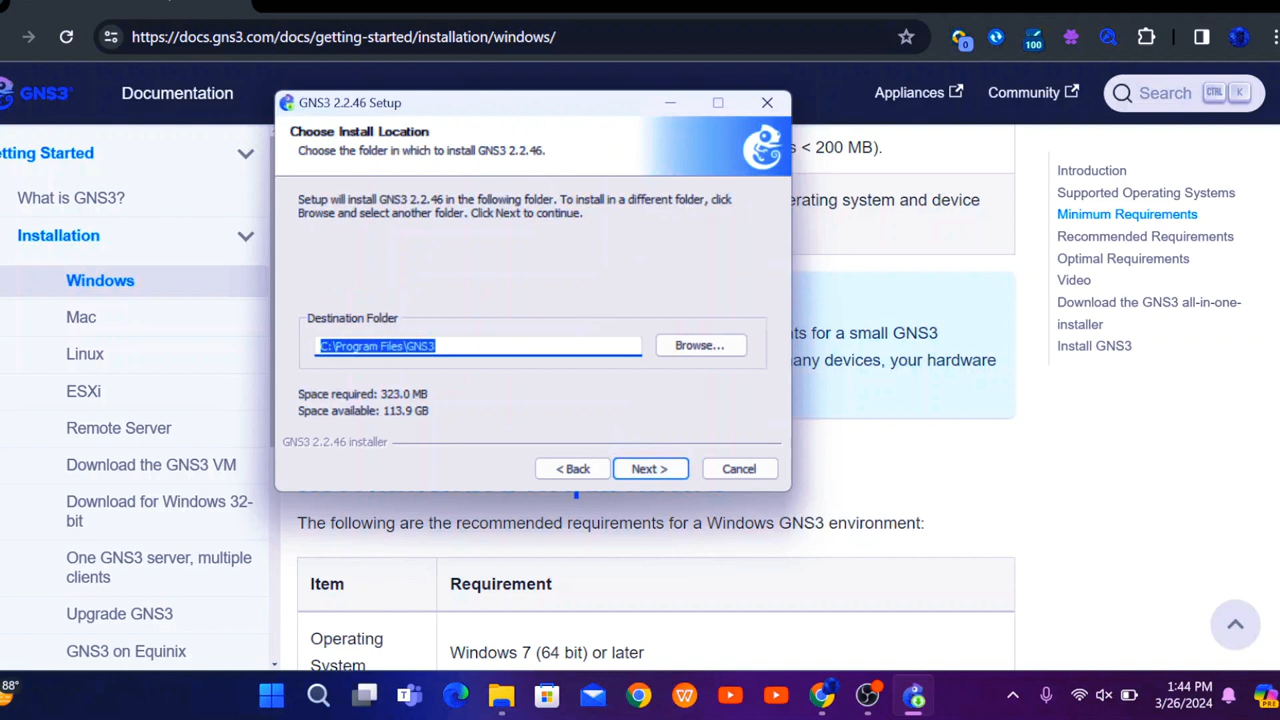 https://docs.gns3.com/docs/getting-started/installation/windows/
0
100
GNS3
Documentation
Appliances
Community
Search
CTRL
K
GNS3 2.2.46 Setup
Choose Install Location
Choose the folder in which to install GNS3 2.2.46.
Setup will install GNS3 2.2.46 in the following folder. To install in a different folder, click
Browse and select another folder. Click Next to continue.
Destination Folder
C:\Program Files\GNS3
Browse...
Space required: 323.0 MB
Space available: 113.9 GB
GNS3 2.2.46 installer
< Back
Next >
Cancel
etting Started
What is GNS3?
Installation
Windows
Mac
Linux
ESXi
Remote Server
Download the GNS3 VM
Download for Windows 32-
bit
One GNS3 server, multiple
clients
Upgrade GNS3
GNS3 on Equinix
s < 200 MB).
erating system and device
ts for a small GNS3
any devices, your hardware
The following are the recommended requirements for a Windows GNS3 environment:
Item
Requirement
Operating
System
Windows 7 (64 bit) or later
Introduction
Supported Operating Systems
Minimum Requirements
Recommended Requirements
Optimal Requirements
Video
Download the GNS3 all-in-one-
installer
Install GNS3
88°
1:44 PM
3/26/2024
PRE